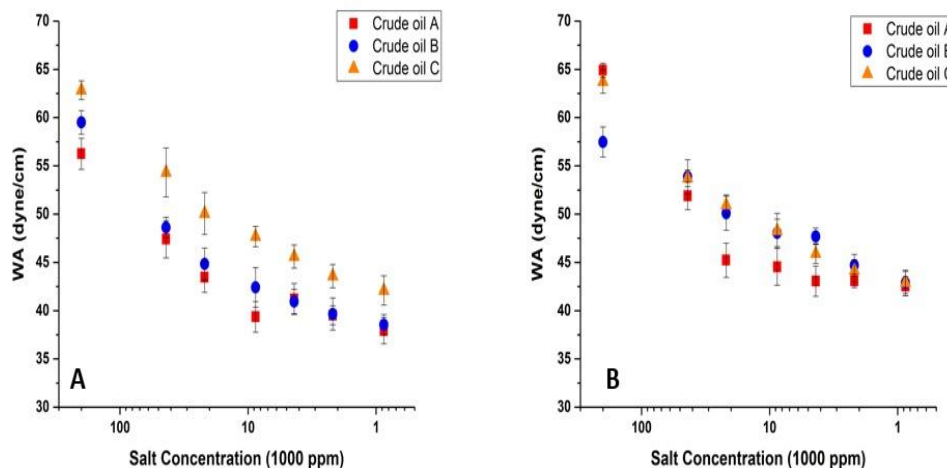 70
65
60
55
50
45
40
35
30
WA (dyne/cm)
Crude oil A
Crude oil B
Crude oil C
A
100
10
1
Salt Concentration (1000 ppm)
70
65
60
55
50
45
40
35
30
WA (dyne/cm)
Crude oil
Crude oil
Crude oil
B
100
10
1
Salt Concentration (1000 ppm)